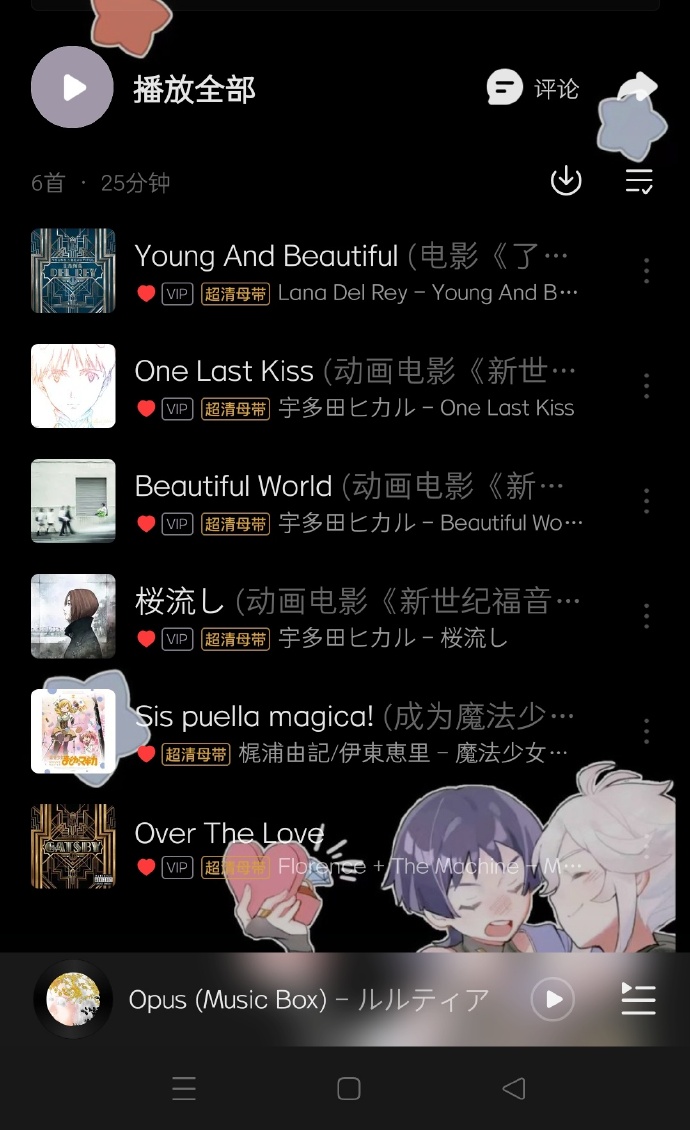 播放全部
评论
6首 · 25分钟
Young And Beautiful (电影《了…
VIP 超清母带 Lana Del Rey – Young And B…
One Last Kiss (动画电影《新世…
VIP 超清母带 宇多田ヒカル – One Last Kiss
Beautiful World (动画电影《新…
VIP 超清母带 宇多田ヒカル – Beautiful Wo…
桜流し (动画电影《新世纪福音…
VIP 超清母带 宇多田ヒカル – 桜流し
Sis puella magica! (成为魔法少…
超清母带 梶浦由記/伊東恵里 – 魔法少女…
GATSBY
Over The Love
VIP 超清母带 Florence + The Machine – M…
Opus (Music Box) – ルルティア